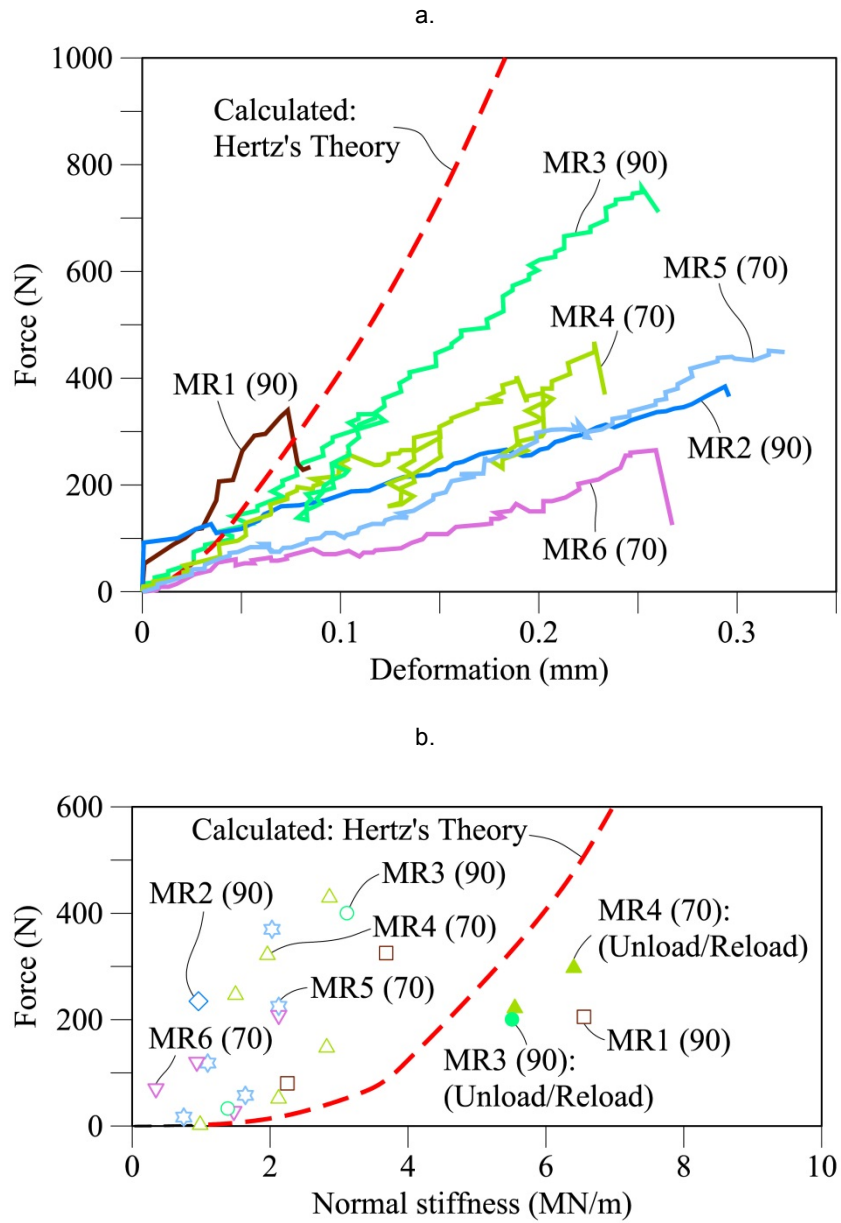 a.
1000
Calculated:
Hertz's Theory
800
MR3 (90)
600
MR5 (70)
MR4 (70)
400
MR1 (90)
MR2 (90)
200
MR6 (70)
0
Force (N)
0
0.1
0.2
0.3
Deformation (mm)
b.
600
Calculated: Hertz's Theory
MR3 (90)
MR2 (90)
400
MR4 (70)
MR4 (70):
(Unload/Reload)
MR5 (70)
200
MR6 (70)
MR1 (90)
MR3 (90):
(Unload/Reload)
0
Force (N)
0
2
4
6
8
10
Normal stiffness (MN/m)